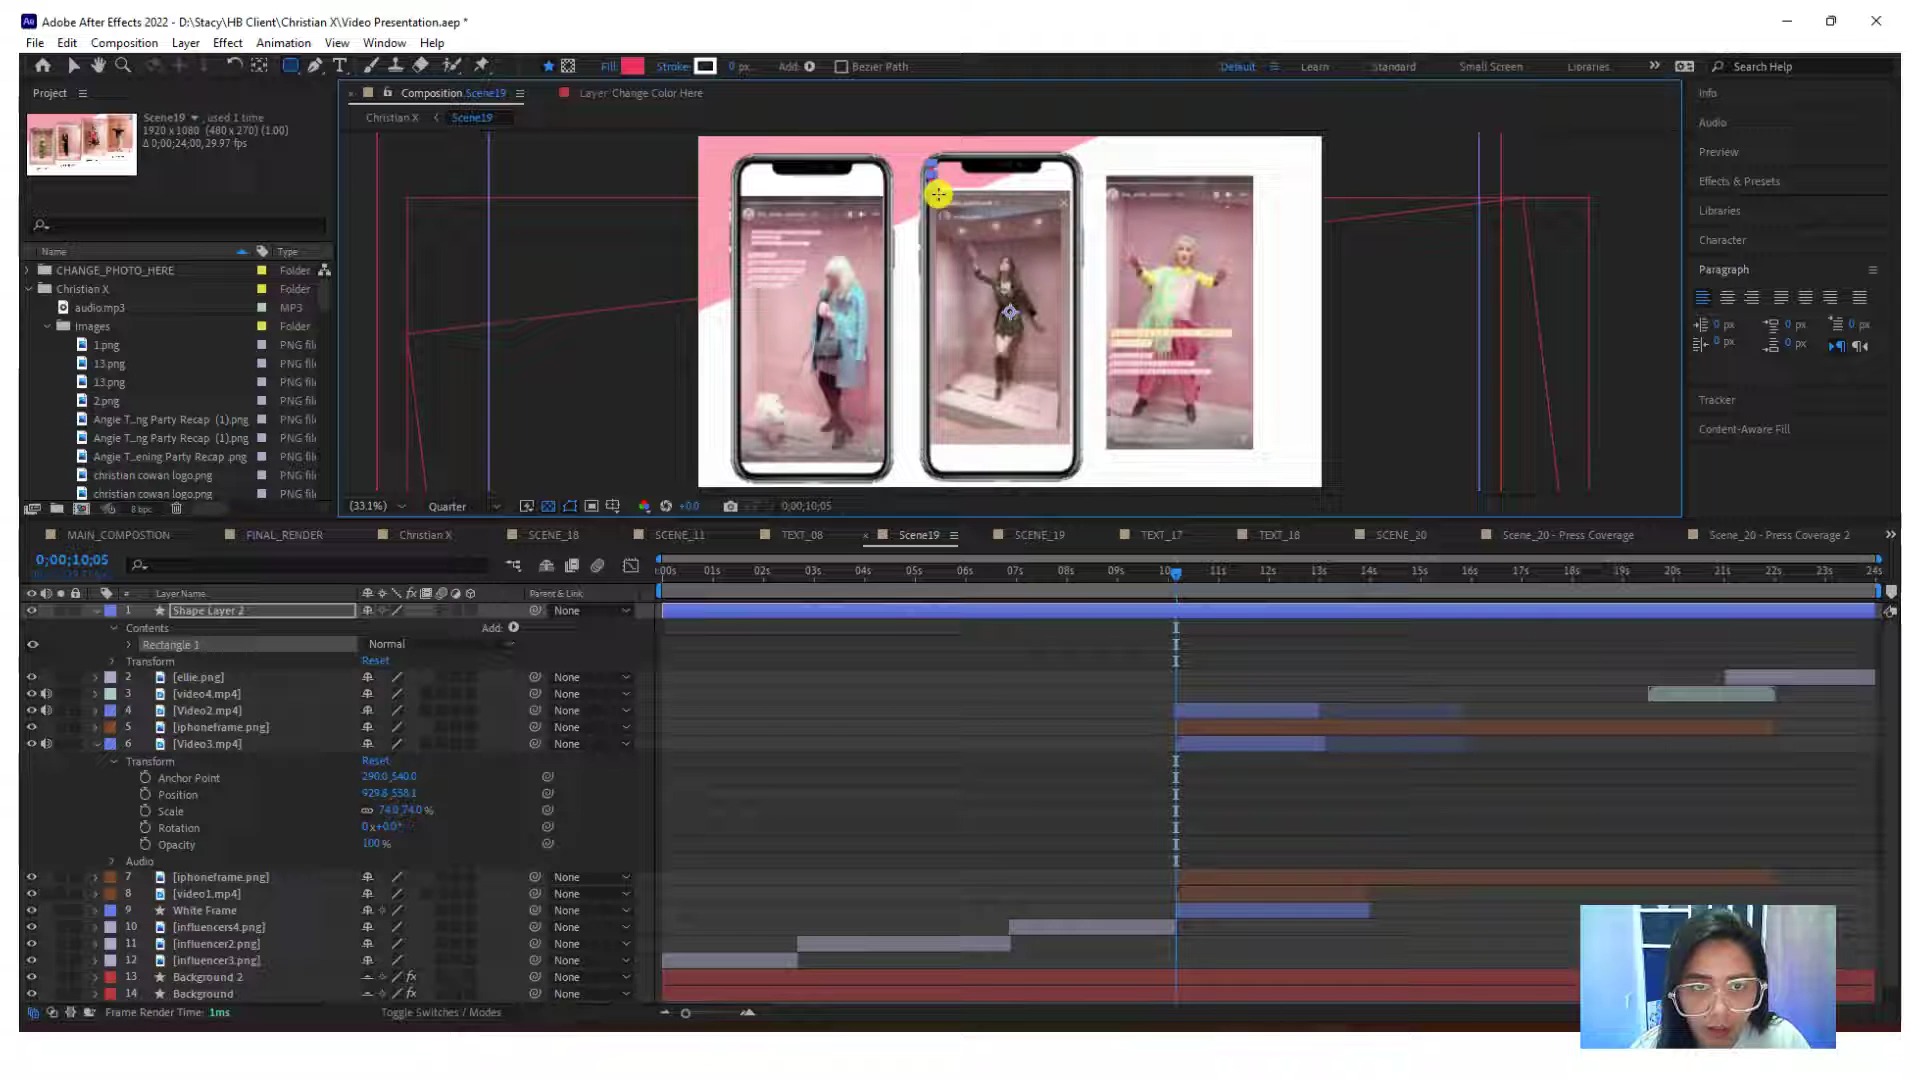 Adobe After Effects 2022 - D:\Stacy\HB Client\Christian X\Video Presentation.aep *
File Edit Composition Layer Effect Animation View Window Help
Fill Stroke 0 px Add: Bezier Path Default Learn Standard Small Screen Libraries Search Help
Project
Composition Scene19 Layer Change Color Here
Info
Scene19 , used 1 time
1920 x 1080 (480 x 270) (1.00)
Δ 0;00;24;00, 29.97 fps
Christian X Scene19
Audio
Preview
Effects & Presets
Libraries
Character
Paragraph
0 px 0 px 0 px
0 px 0 px
Tracker
Content-Aware Fill
Name Type
CHANGE_PHOTO_HERE Folder
Christian X Folder
audio.mp3 MP3
Images Folder
1.png PNG fil
13.png PNG fil
13.png PNG fil
2.png PNG fil
Angie T...ng Party Recap (1).png PNG fil
Angie T...ng Party Recap (1).png PNG fil
Angie T...ening Party Recap .png PNG fil
christian cowan logo.png PNG fil
christian cowan logo.png PNG fil
8 bpc
(33.1%) Quarter +0.0 0;00;10;05
MAIN_COMPOSTION FINAL_RENDER Christian X SCENE_18 SCENE_11 TEXT_08 Scene19 SCENE_19 TEXT_17 TEXT_18 SCENE_20 Scene_20 - Press Coverage Scene_20 - Press Coverage 2
0;00;10;05
:00s 01s 02s 03s 04s 05s 06s 07s 08s 09s 10s 11s 12s 13s 14s 15s 16s 17s 18s 19s 20s 21s 22s 23s 24s
# Layer Name Parent & Link
1 Shape Layer 2 None
Contents Add:
Rectangle 1 Normal
Transform Reset
2 [ellie.png] None
3 [video4.mp4] None
4 [Video2.mp4] None
5 [iphoneframe.png] None
6 [Video3.mp4] None
Transform Reset
Anchor Point 290.0,540.0
Position 929.8,558.1
Scale 74.0,74.0 %
Rotation 0 x+0.0°
Opacity 100 %
Audio
7 [iphoneframe.png] None
8 [video1.mp4] None
9 White Frame None
10 [influencers4.png] None
11 [influencer2.png] None
12 [influencer3.png] None
13 Background 2 None
14 Background None
Frame Render Time: 1ms Toggle Switches / Modes